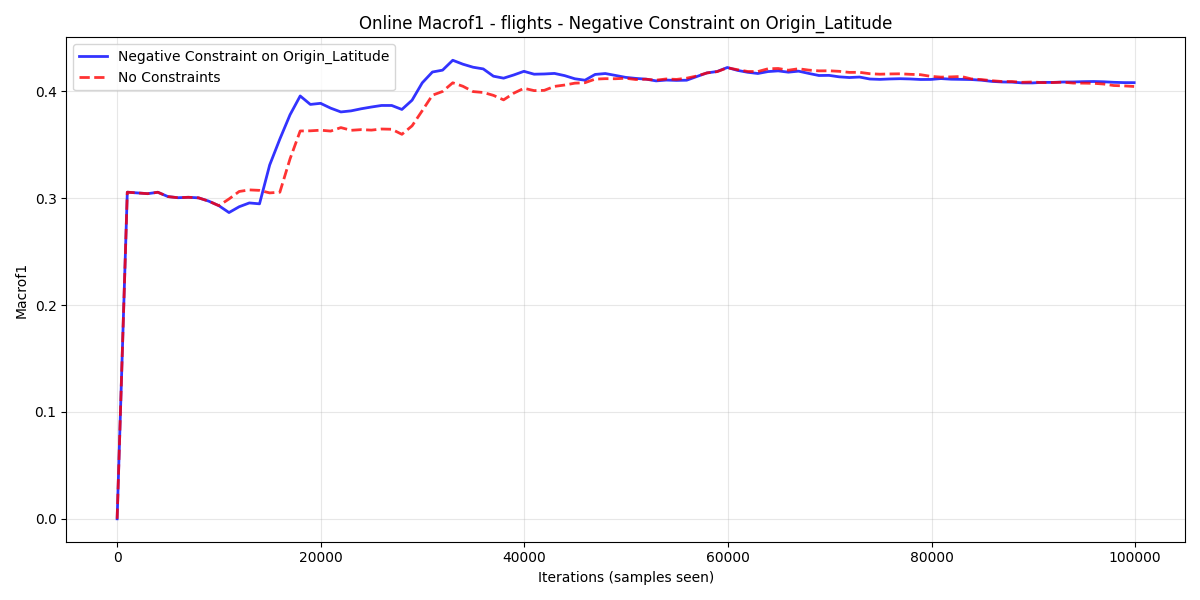 Online Macrof1 - flights - Negative Constraint on Origin_Latitude
Negative Constraint on Origin_Latitude
No Constraints
Macrof1
0.4
0.3
0.2
0.1
0.0
0
20000
40000
60000
80000
100000
Iterations (samples seen)